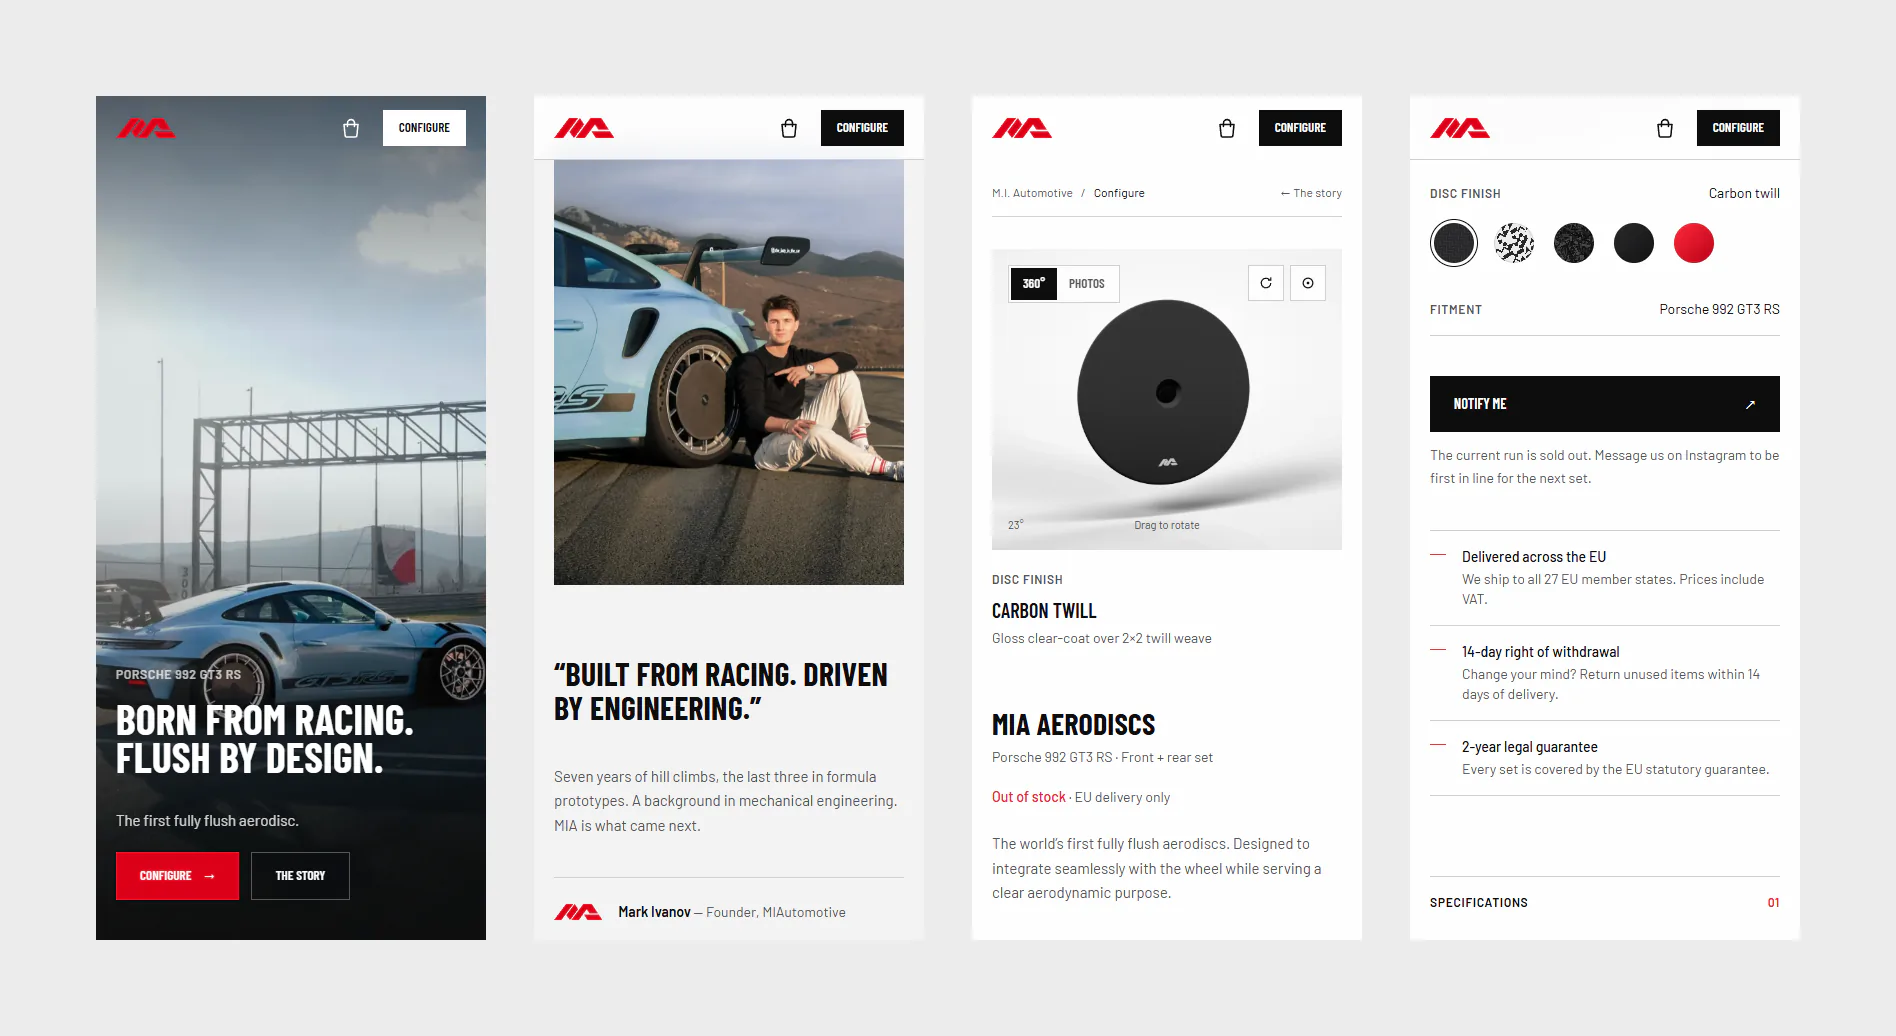 CONFIGURE
PORSCHE 992 GT3 RS
BORN FROM RACING.
FLUSH BY DESIGN.
The first fully flush aerodisc.
CONFIGURE →
THE STORY
CONFIGURE
“BUILT FROM RACING. DRIVEN
BY ENGINEERING.”
Seven years of hill climbs, the last three in formula
prototypes. A background in mechanical engineering.
MIA is what came next.
Mark Ivanov — Founder, MIAutomotive
CONFIGURE
M.I. Automotive / Configure
← The story
360°
PHOTOS
23°
Drag to rotate
DISC FINISH
CARBON TWILL
Gloss clear-coat over 2×2 twill weave
MIA AERODISCS
Porsche 992 GT3 RS · Front + rear set
Out of stock · EU delivery only
The world’s first fully flush aerodiscs. Designed to
integrate seamlessly with the wheel while serving a
clear aerodynamic purpose.
CONFIGURE
DISC FINISH
Carbon twill
FITMENT
Porsche 992 GT3 RS
NOTIFY ME ↗
The current run is sold out. Message us on Instagram to be
first in line for the next set.
Delivered across the EU
We ship to all 27 EU member states. Prices include
VAT.
14-day right of withdrawal
Change your mind? Return unused items within 14
days of delivery.
2-year legal guarantee
Every set is covered by the EU statutory guarantee.
SPECIFICATIONS
01